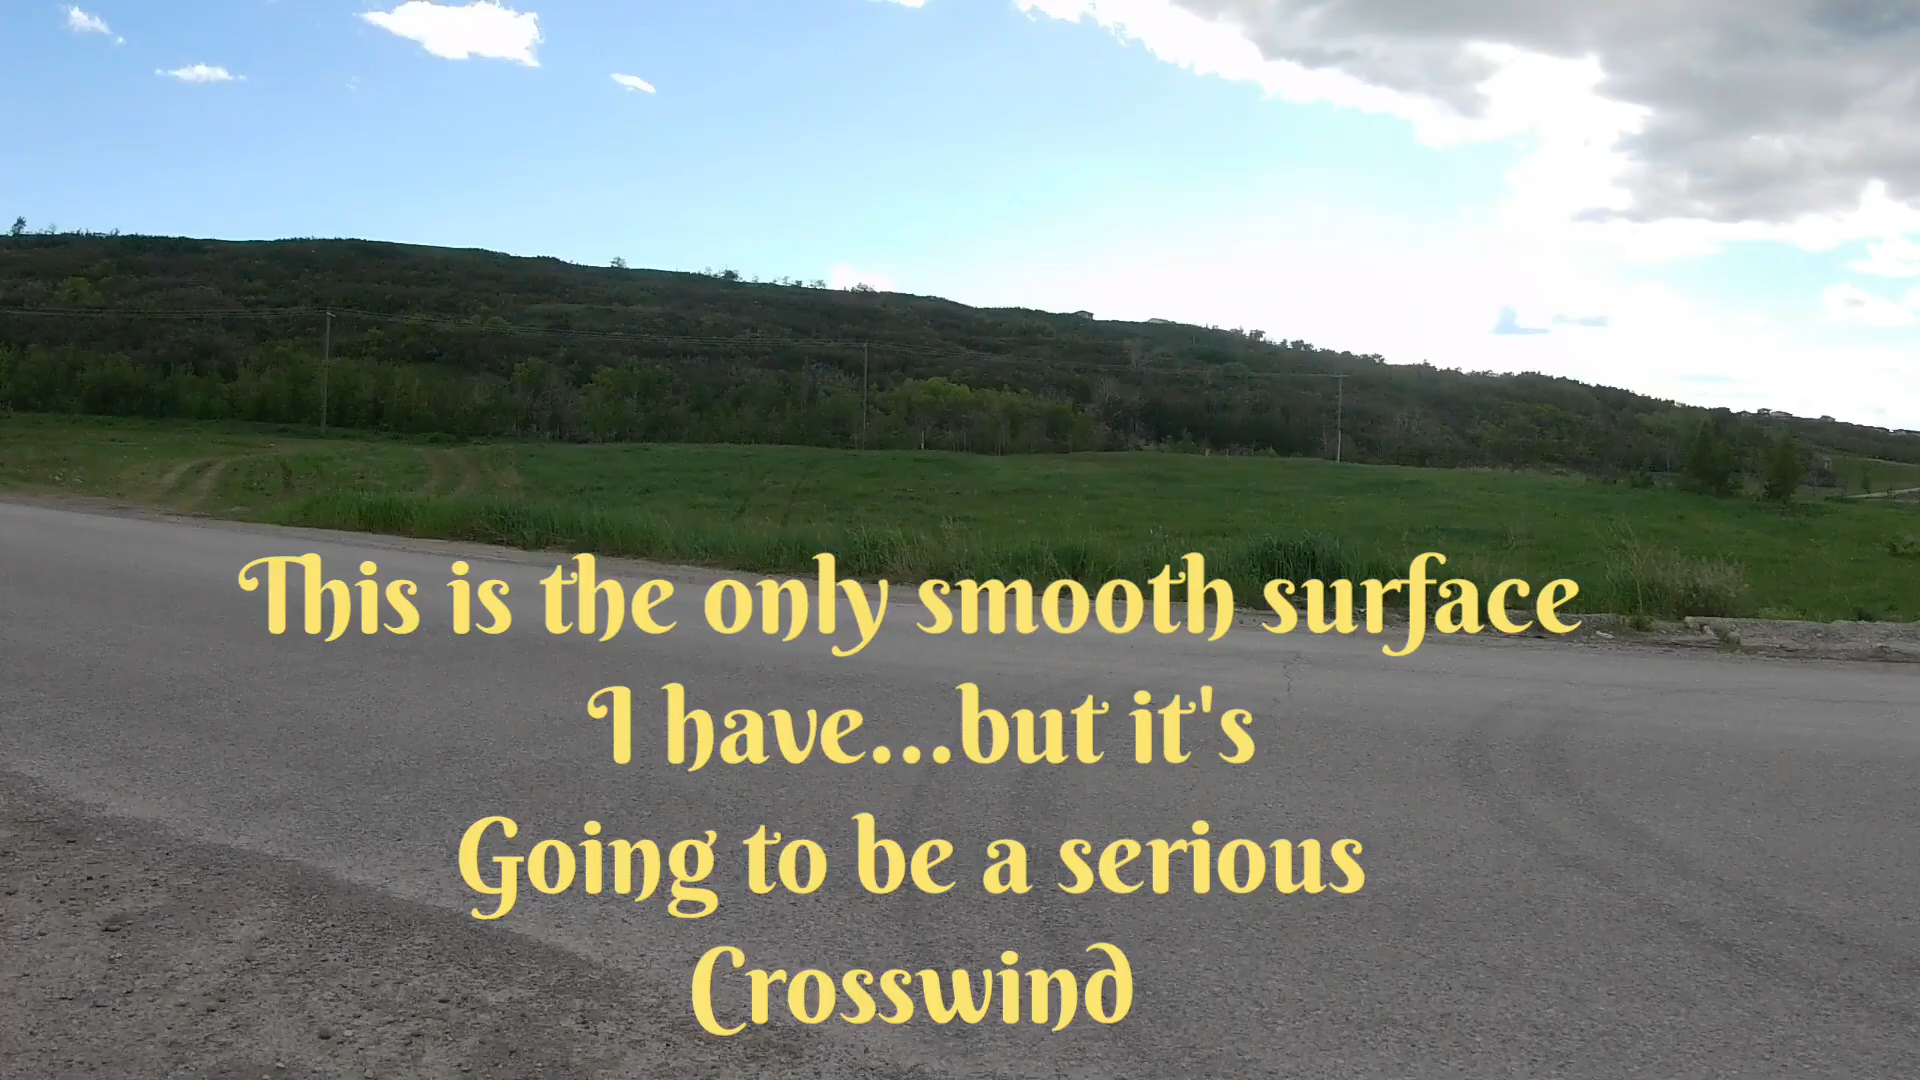 This is the only smooth surface
I have...but it's
Going to be a serious
Crosswind